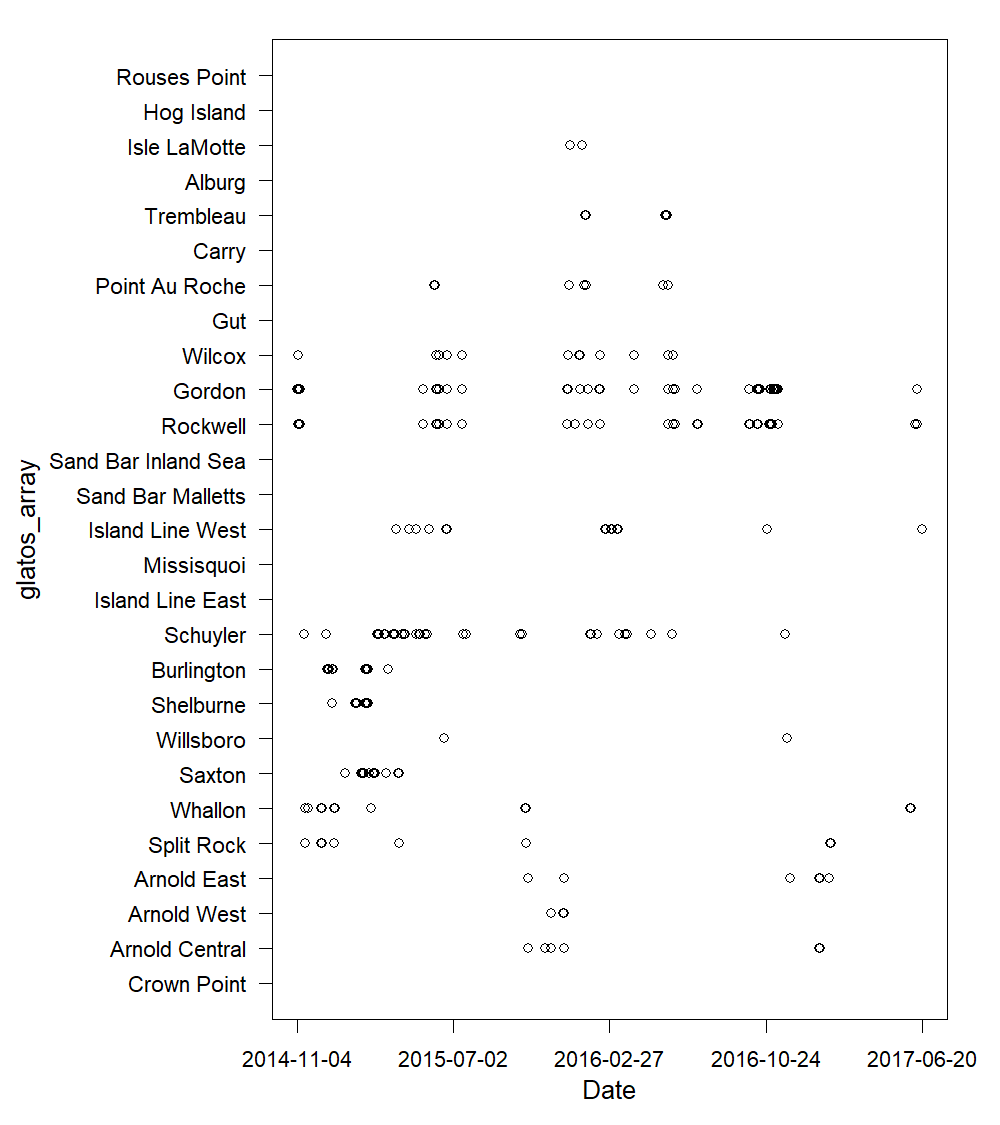 Rouses Point
Hog Island
Isle LaMotte
Alburg
Trembleau
Carry
Point Au Roche
Gut
Wilcox
Gordon
Rockwell
Sand Bar Inland Sea
Sand Bar Malletts
Island Line West
Missisquoi
Island Line East
Schuyler
Burlington
Shelburne
Willsboro
Saxton
Whallon
Split Rock
Arnold East
Arnold West
Arnold Central
Crown Point
glatos_array
2014-11-04 2015-07-02 2016-02-27 2016-10-24 2017-06-20
Date